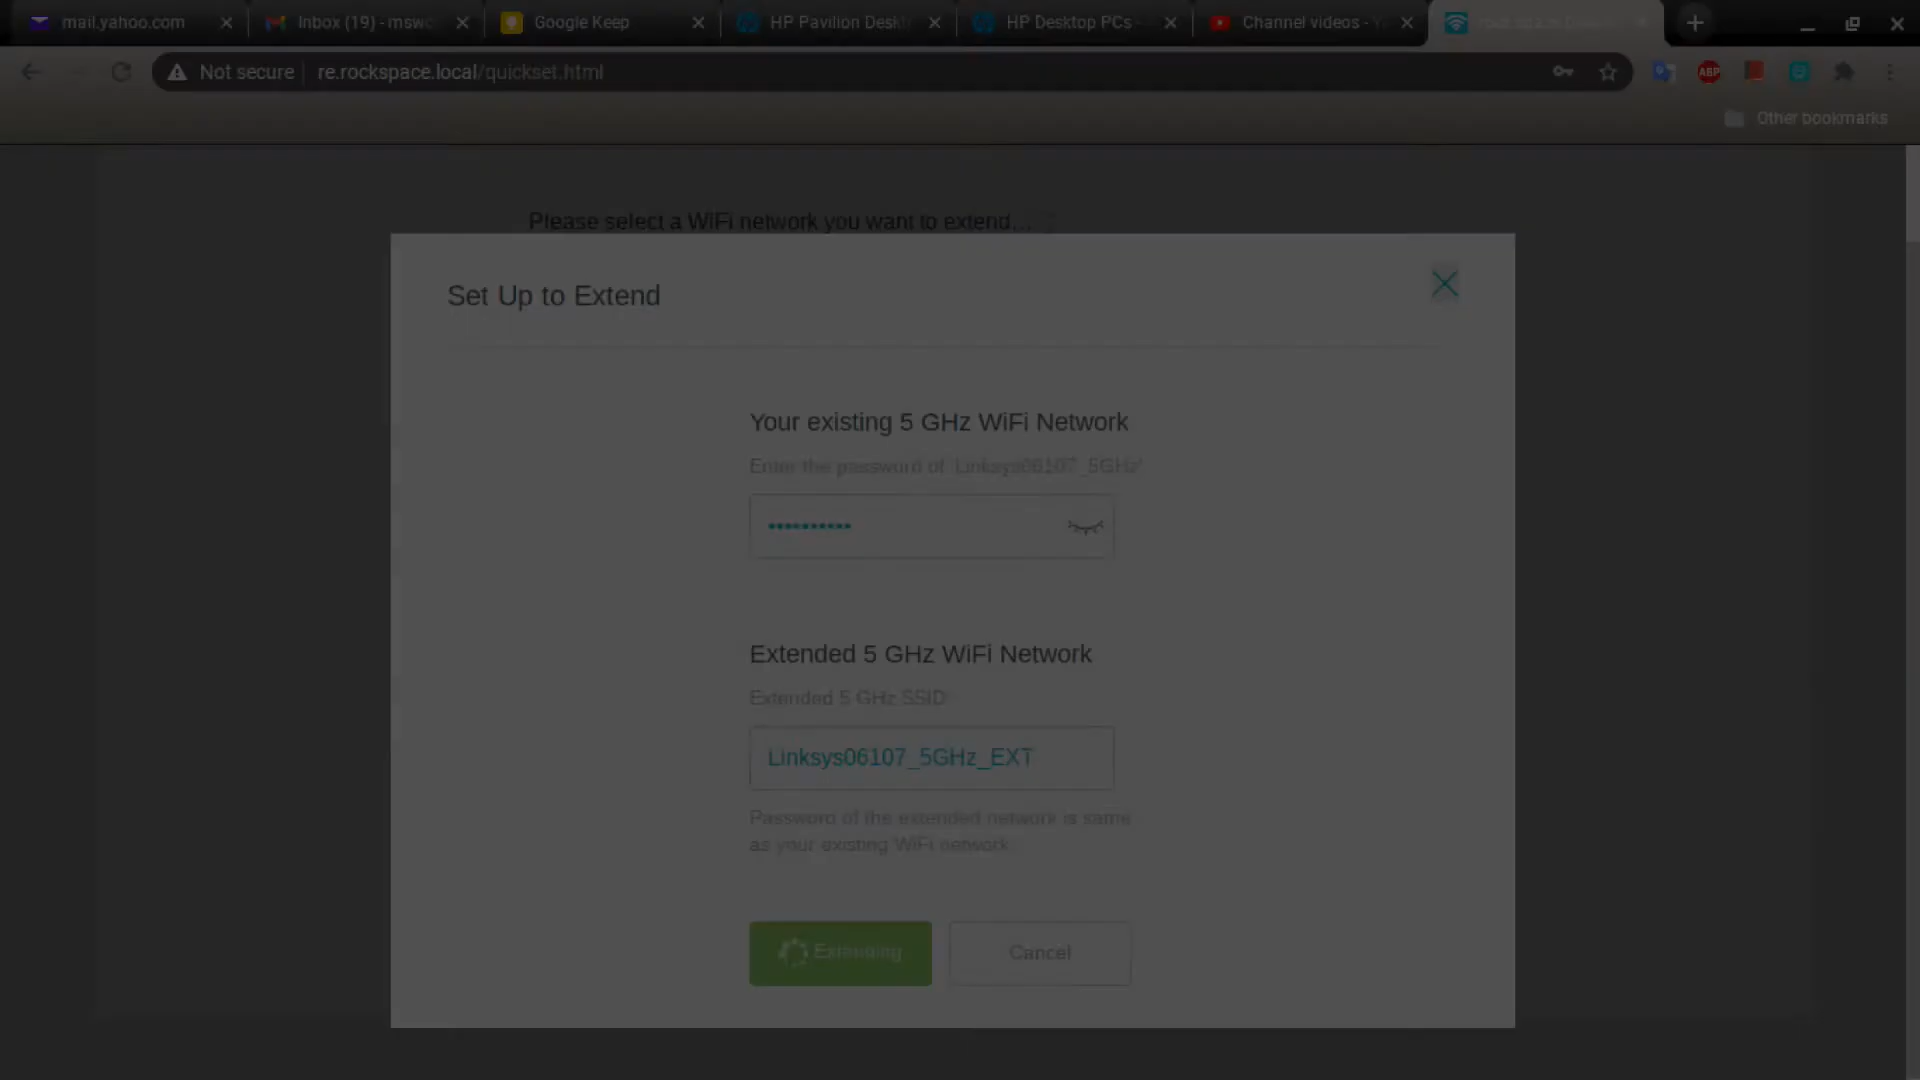 mail.yahoo.com
Inbox (19) - mswc
Google Keep
HP Pavilion Deskt
HP Desktop PCs -
Channel videos - Y
Not secure
re.rockspace.local/quickset.html
ABP
Other bookmarks
Please select a WiFi network you want to extend...
Set Up to Extend
Your existing 5 GHz WiFi Network
Enter the password of 'Linksys06107_5GHz'
••••••••••
Extended 5 GHz WiFi Network
Extended 5 GHz SSID
Linksys06107_5GHz_EXT
Password of the extended network is same
as your existing WiFi network.
Extending
Cancel